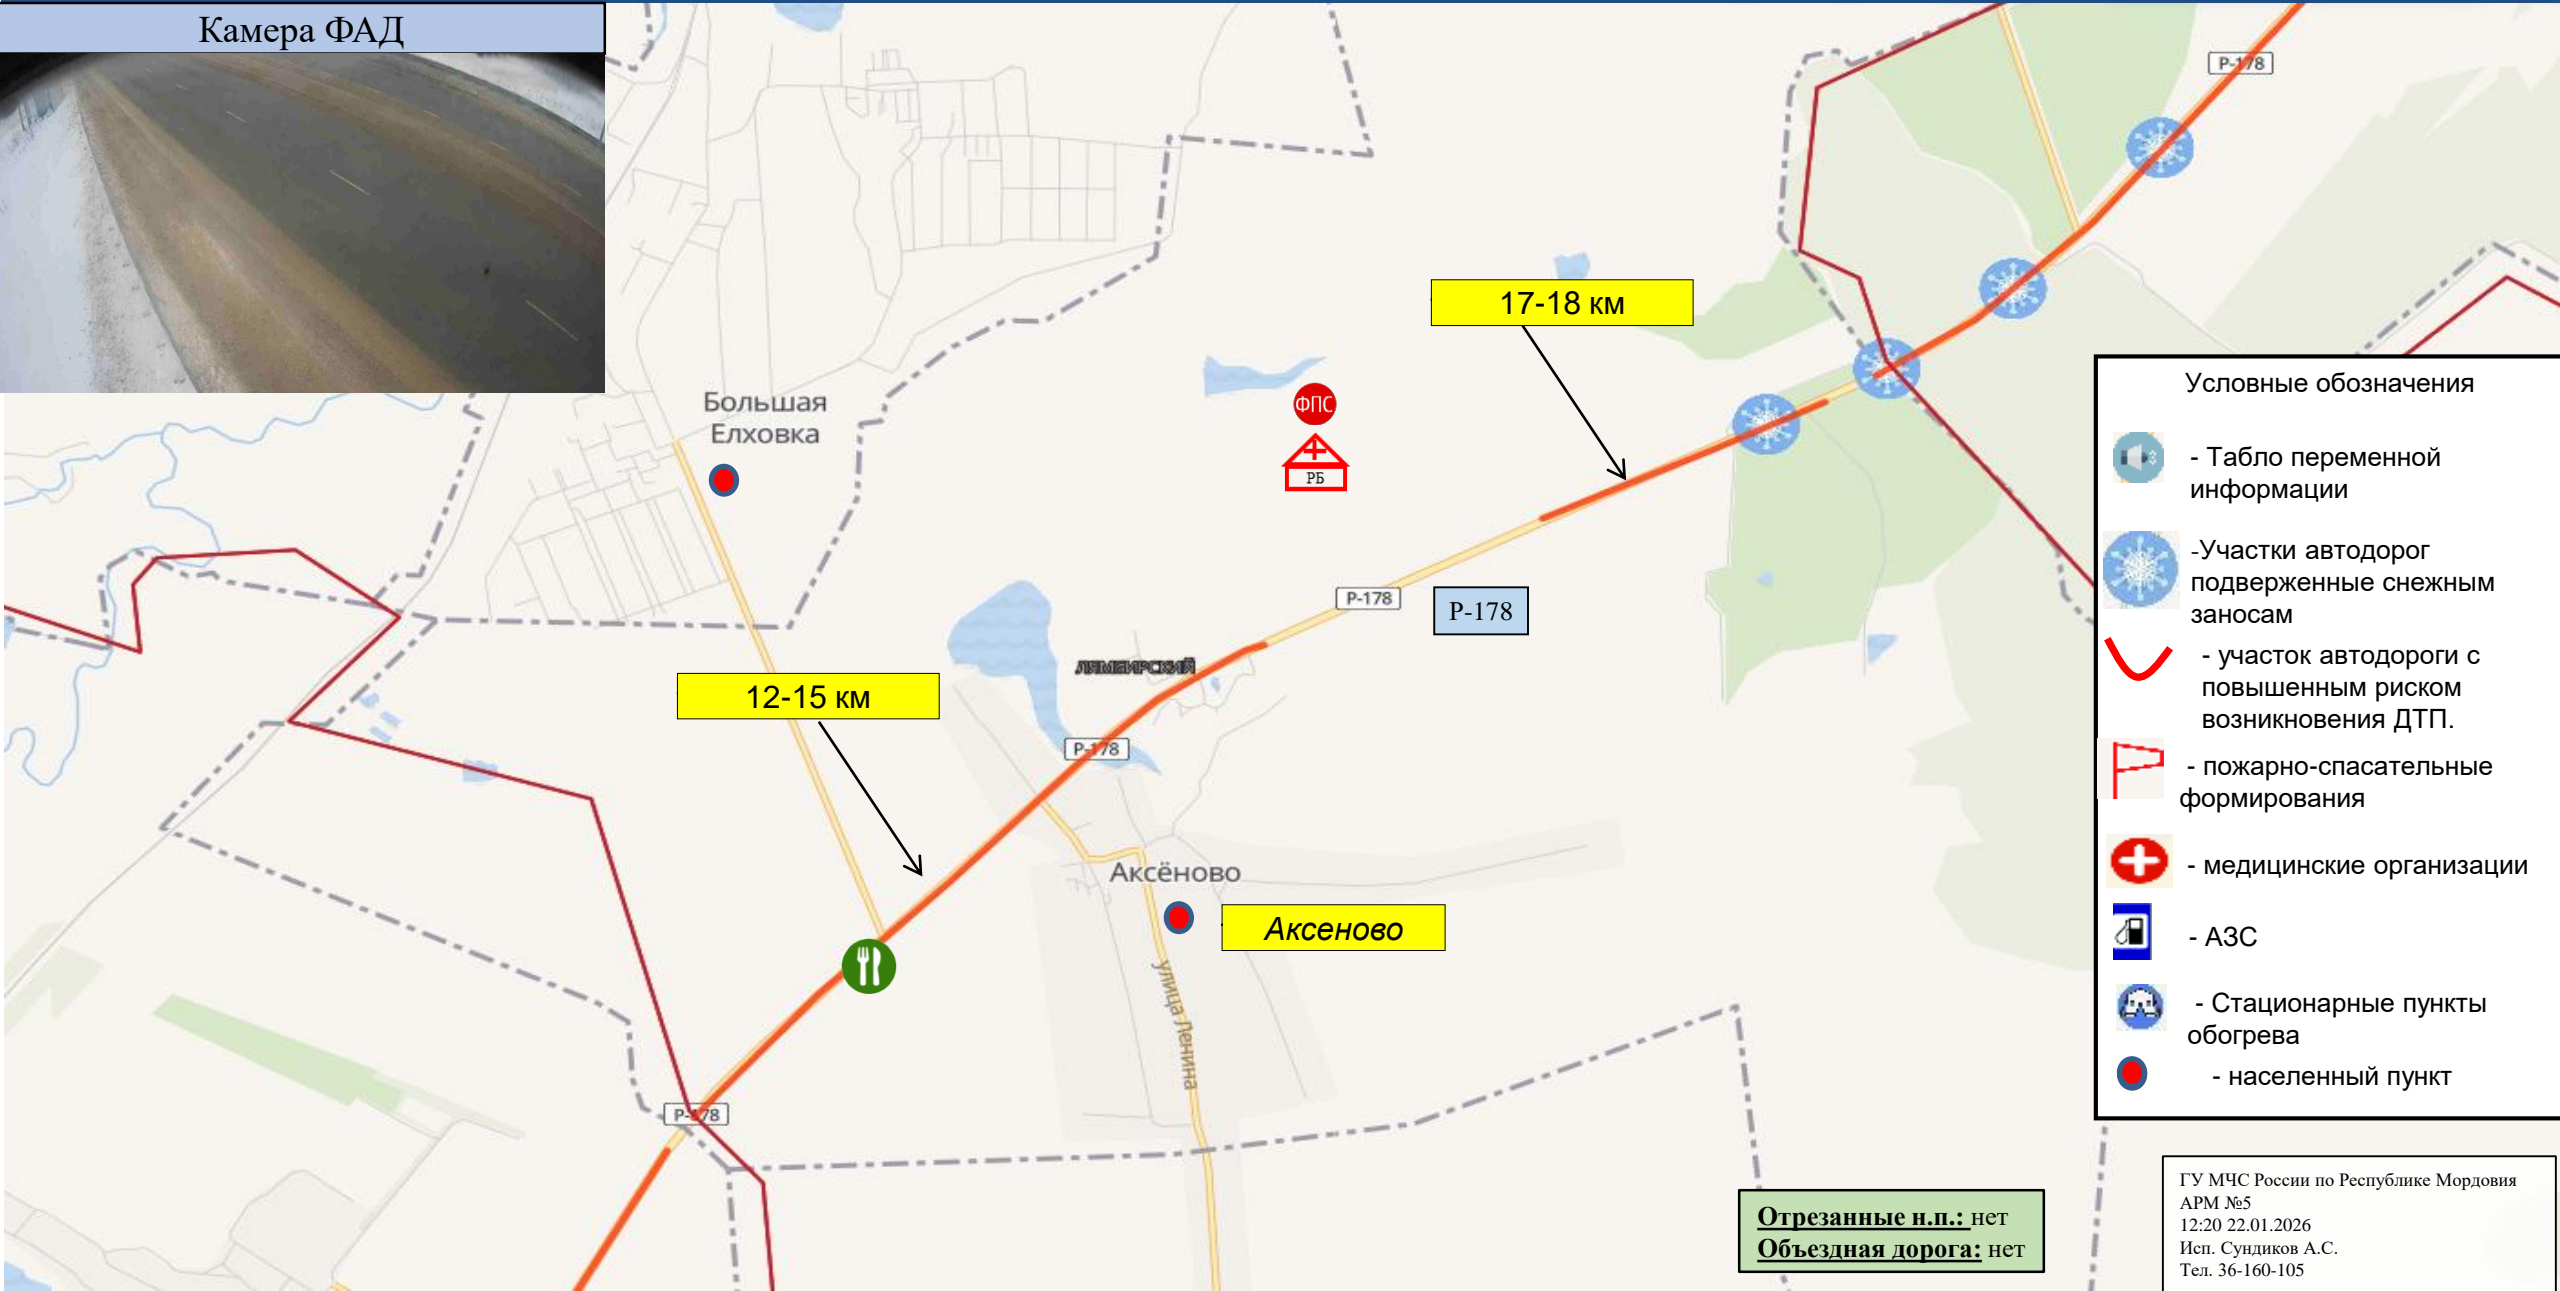 Камера ФАД
Р-178
17-18 км
Большая
Елховка
ФПС
РБ
Р-178
Р-178
ЛЯМБИРСКИЙ
12-15 км
Р-178
Аксёново
Аксеново
улица Ленина
Р-178
Условные обозначения
- Табло переменной
информации
-Участки автодорог
подверженные снежным
заносам
- участок автодороги с
повышенным риском
возникновения ДТП.
- пожарно-спасательные
формирования
- медицинские организации
- АЗС
- Стационарные пункты
обогрева
- населенный пункт
Отрезанные н.п.: нет
Объездная дорога: нет
ГУ МЧС России по Республике Мордовия
АРМ №5
12:20 22.01.2026
Исп. Сундиков А.С.
Тел. 36-160-105